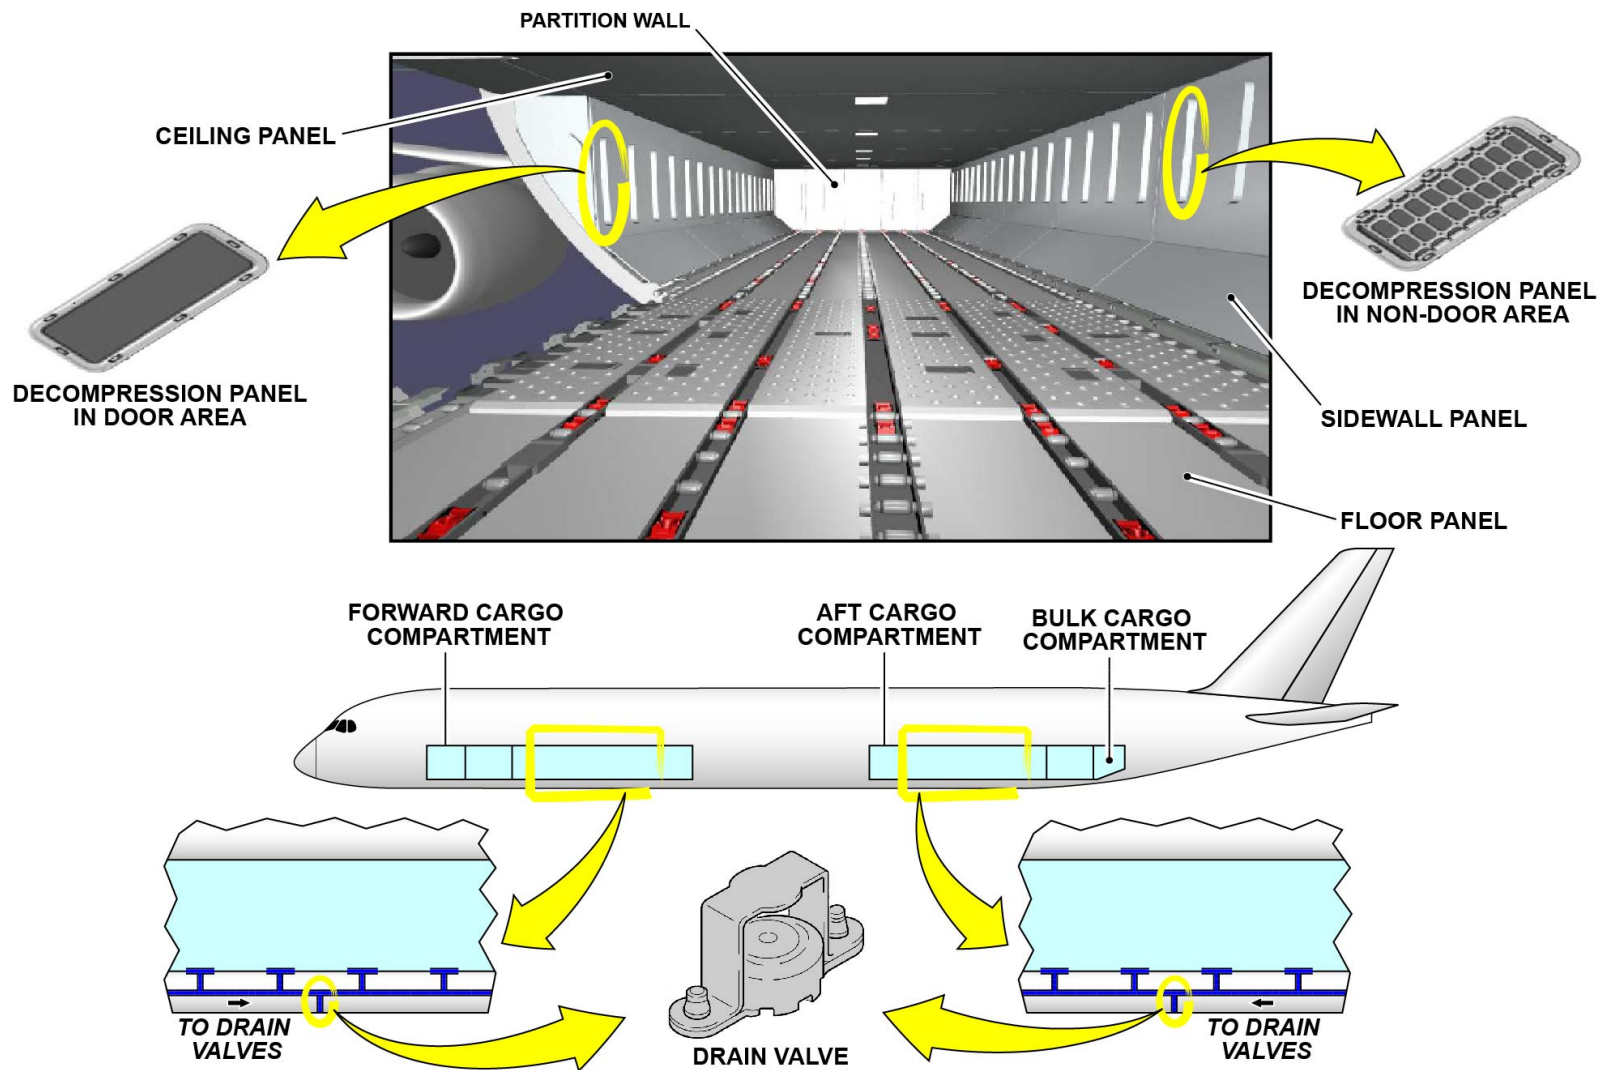 PARTITION WALL
CEILING PANEL
DECOMPRESSION PANEL
IN DOOR AREA
DECOMPRESSION PANEL
IN NON-DOOR AREA
SIDEWALL PANEL
FLOOR PANEL
FORWARD CARGO
COMPARTMENT
AFT CARGO
COMPARTMENT
BULK CARGO
COMPARTMENT
TO DRAIN
VALVES
DRAIN VALVE
TO DRAIN
VALVES